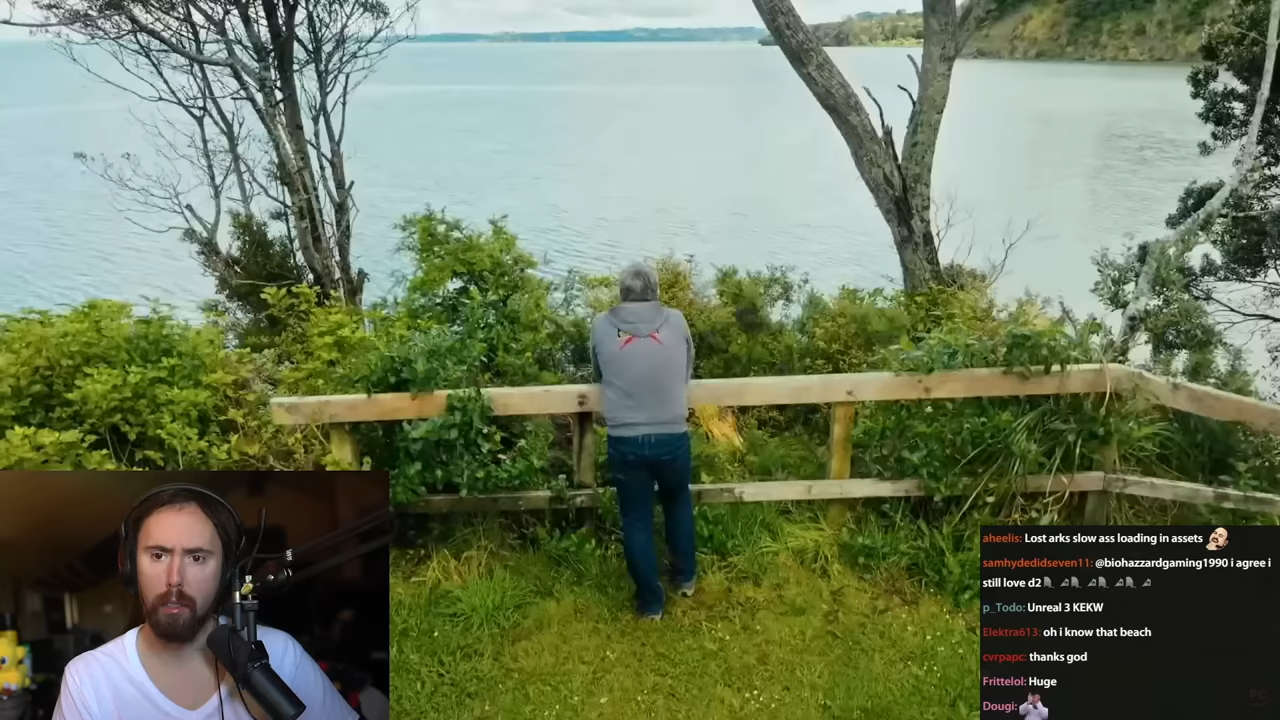 aheelis: Lost arks slow ass loading in assets
samhydedidseven11: @biohazzardgaming1990 i agree i
still love d2
p_Todo: Unreal 3 KEKW
Elektra613: oh i know that beach
cvrpapc: thanks god
Frittelol: Huge
Dougi: